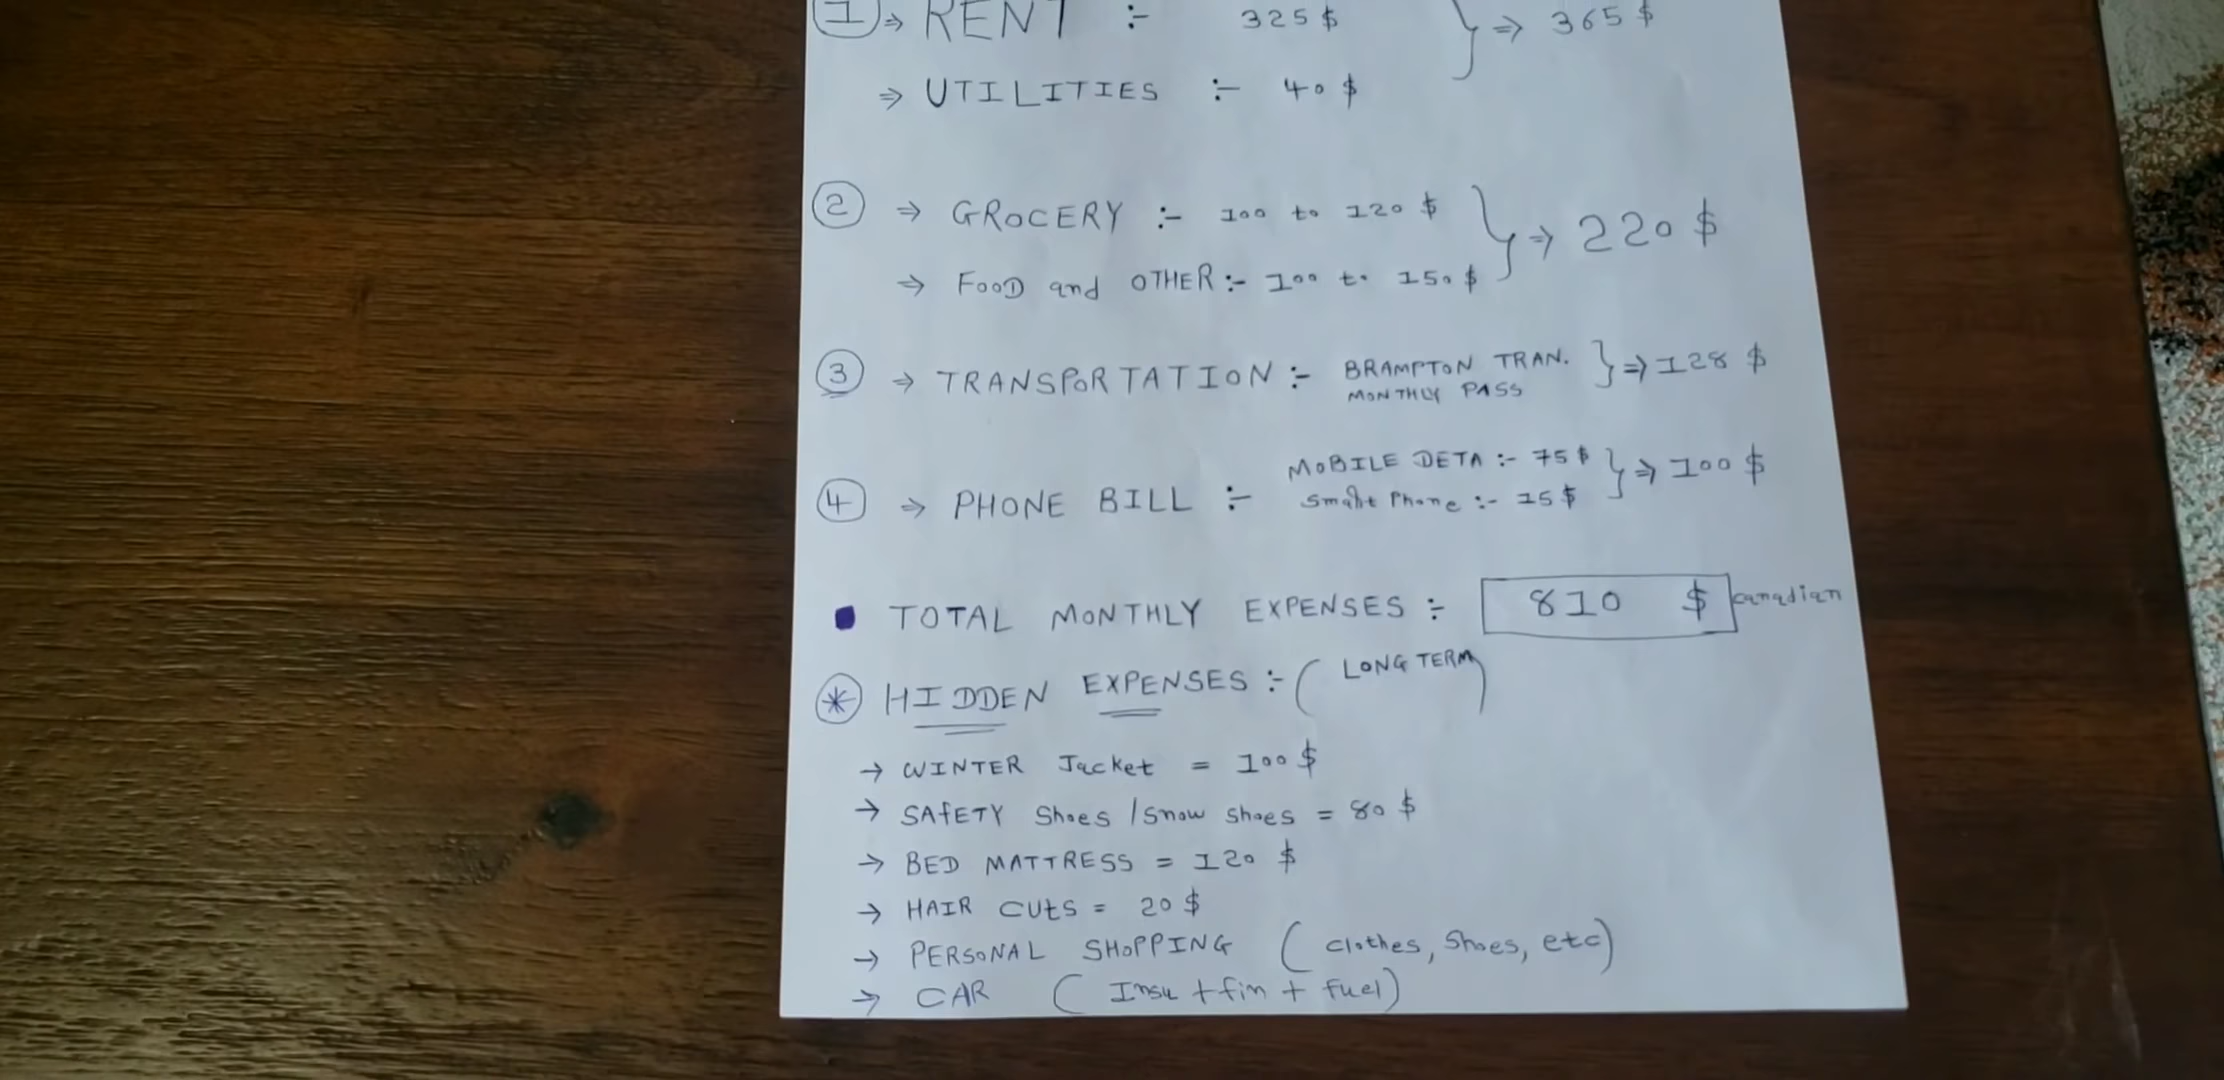 1 ⇒ RENT :- 325 $ } ⇒ 365 $
⇒ UTILITIES :- 40 $
2 ⇒ GROCERY :- 100 to 120 $ } ⇒ 220 $
⇒ FOOD and OTHER :- 100 to 150 $
3 ⇒ TRANSPORTATION :- BRAMPTON TRAN. } ⇒ 128 $
MONTHLY PASS
MOBILE DETA :- 75 $ } ⇒ 100 $
4 ⇒ PHONE BILL :- Smart Phone :- 25 $
TOTAL MONTHLY EXPENSES :- 810 $ canadian
* HIDDEN EXPENSES :- ( LONG TERM )
→ WINTER Jacket = 100 $
→ SAfETY Shoes / Snow Shoes = 80 $
→ BED MATTRESS = 120 $
→ HAIR CUtS = 20 $
→ PERSONAL SHOPPING ( clothes, Shoes, etc )
→ CAR ( Insu + fin + fuel )